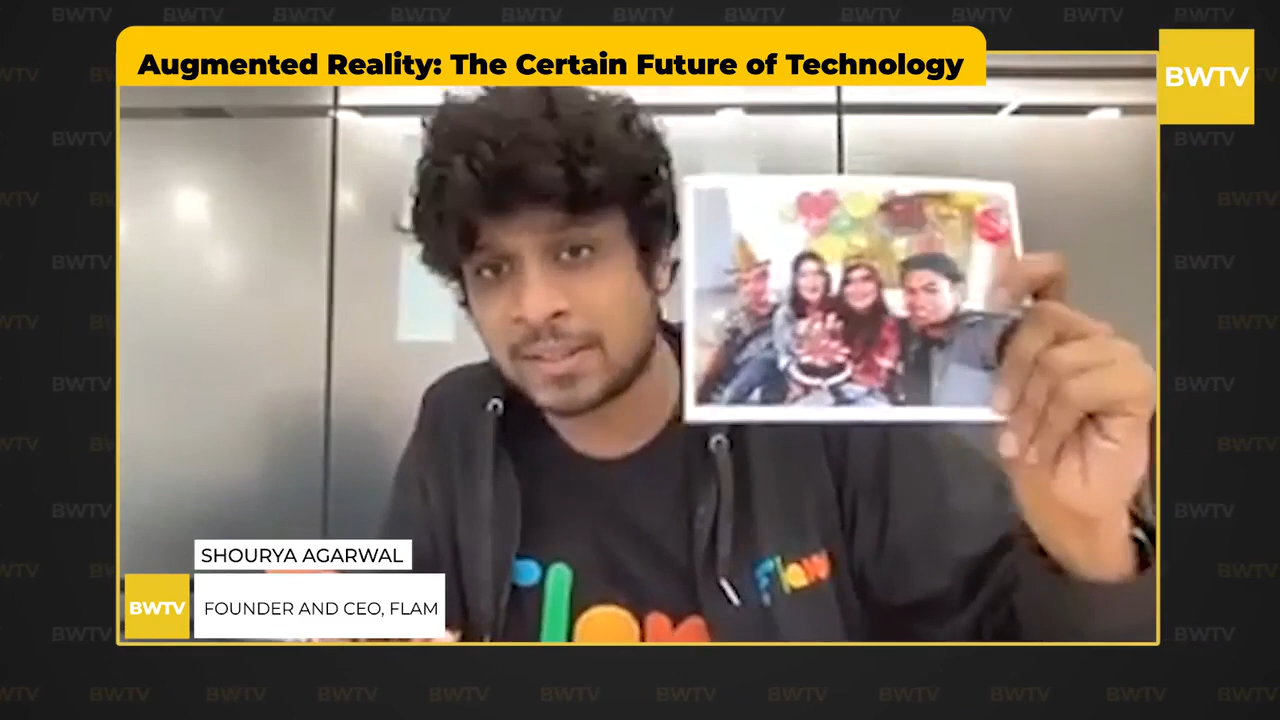 Augmented Reality: The Certain Future of Technology
BWTV
SHOURYA AGARWAL
BWTV
FOUNDER AND CEO, FLAM
flam